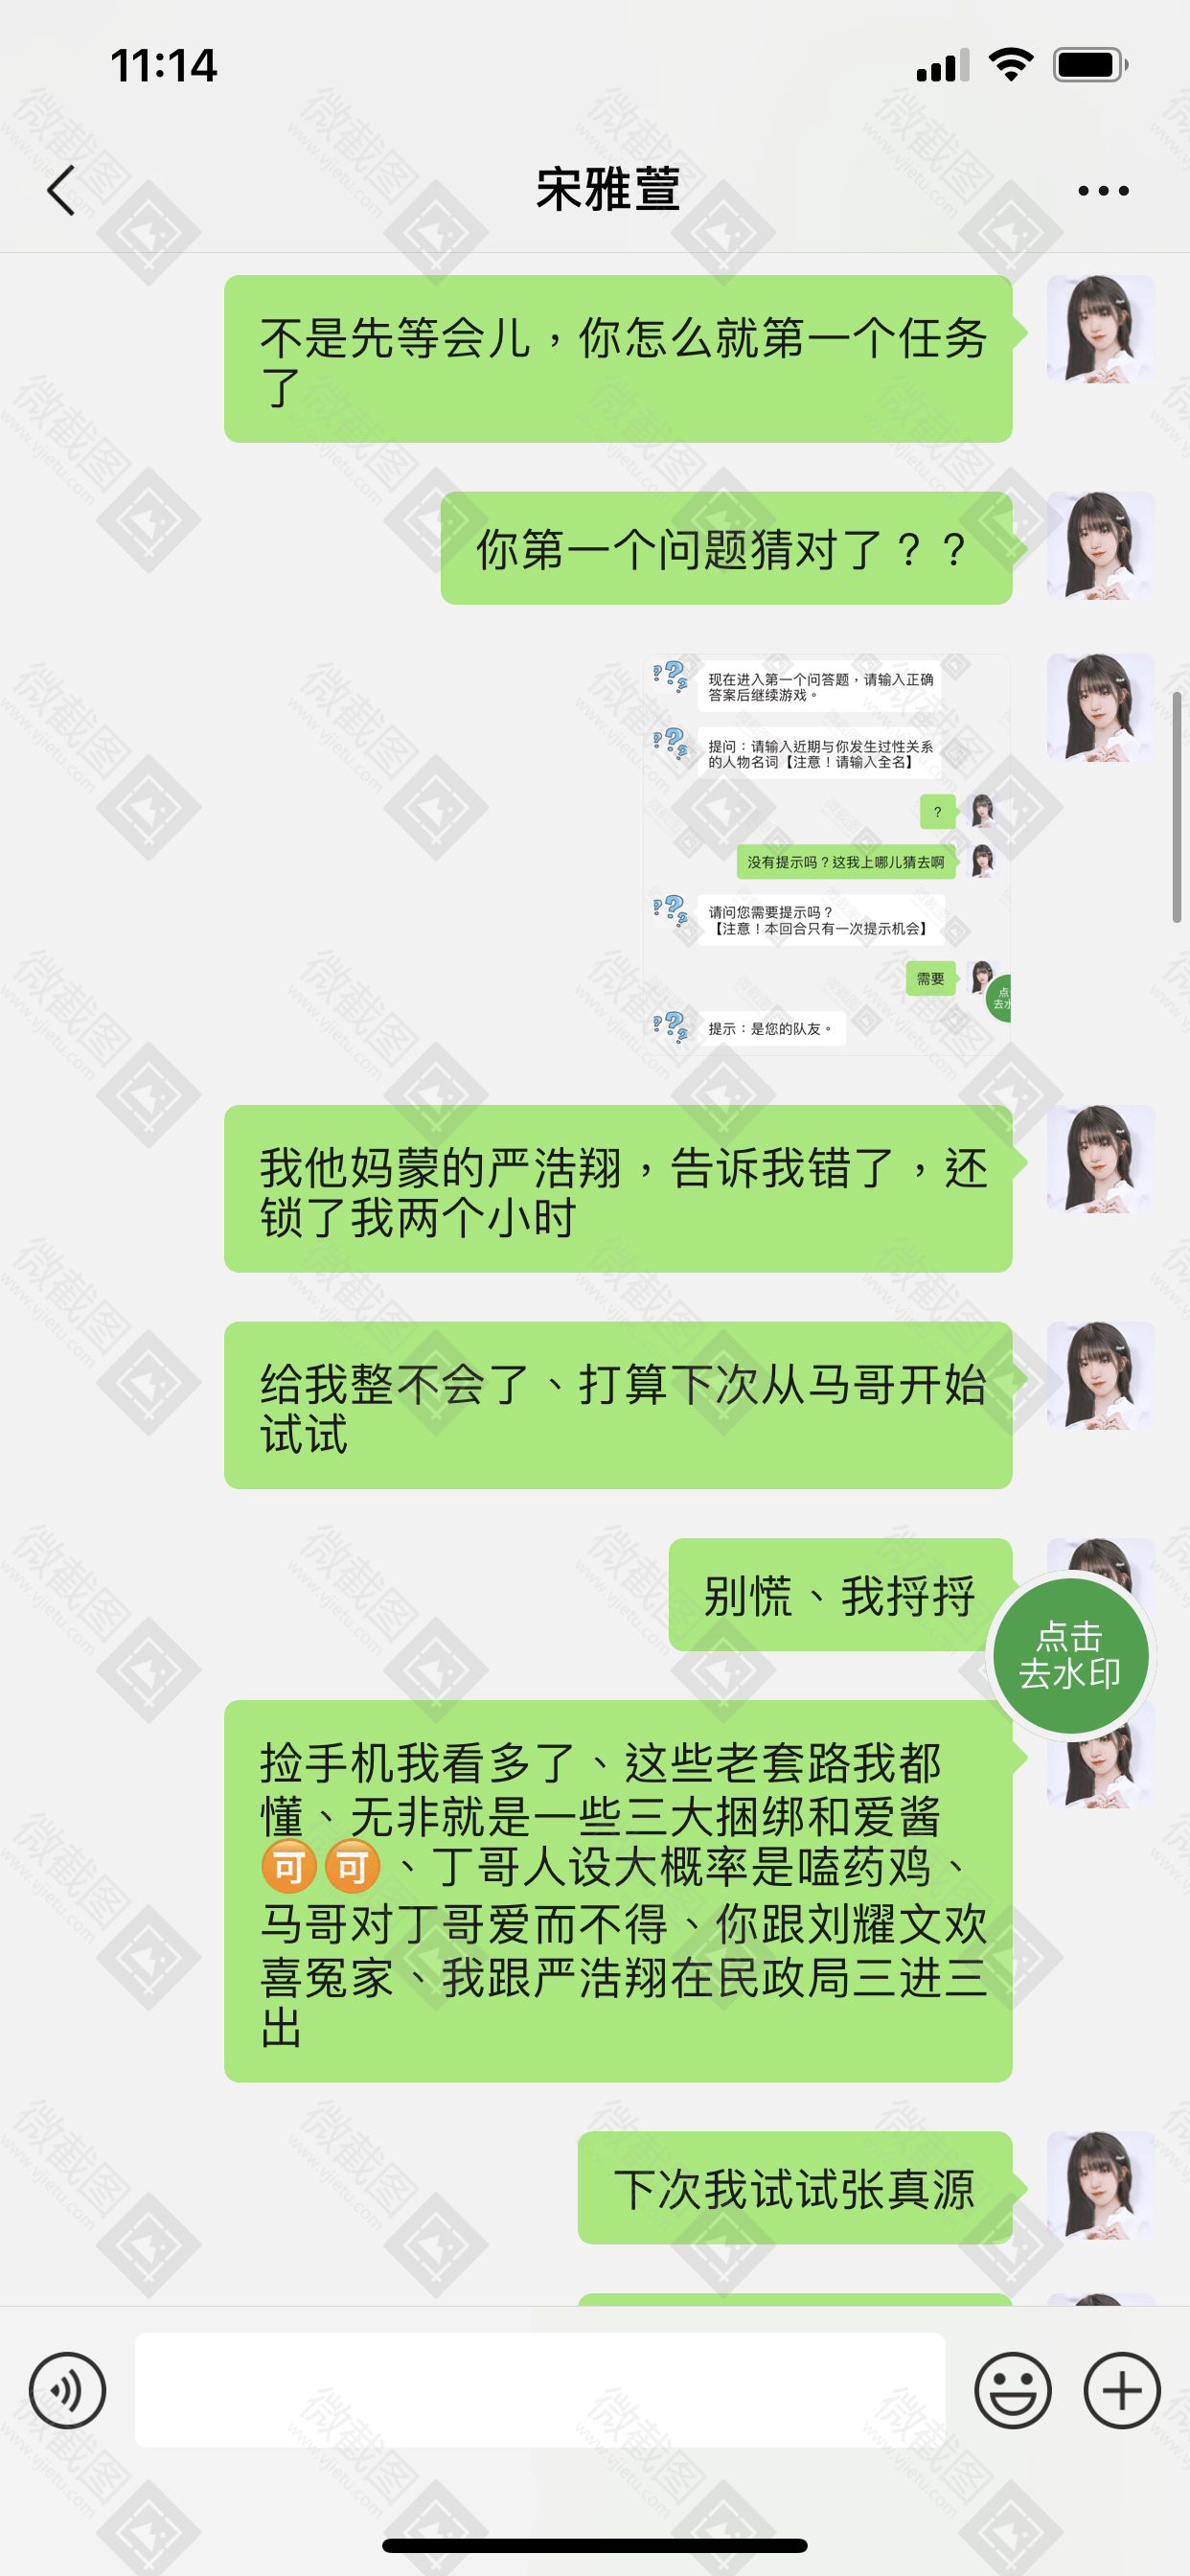 11:14
宋雅萱
不是先等会儿，你怎么就第一个任务
了
你第一个问题猜对了？？
现在进入第一个问答题，请输入正确
答案后继续游戏。
提问：请输入近期与你发生过性关系
的人物名词【注意！请输入全名】
？
没有提示吗？这我上哪儿猜去啊
请问您需要提示吗？
【注意！本回合只有一次提示机会】
需要
点
去水
提示：是您的队友。
我他妈蒙的严浩翔，告诉我错了，还
锁了我两个小时
给我整不会了、打算下次从马哥开始
试试
别慌、我捋捋
点击
去水印
捡手机我看多了、这些老套路我都
懂、无非就是一些三大捆绑和爱酱
🉑🉑、丁哥人设大概率是嗑药鸡、
马哥对丁哥爱而不得、你跟刘耀文欢
喜冤家、我跟严浩翔在民政局三进三
出
下次我试试张真源
微截图
www.vjietu.com